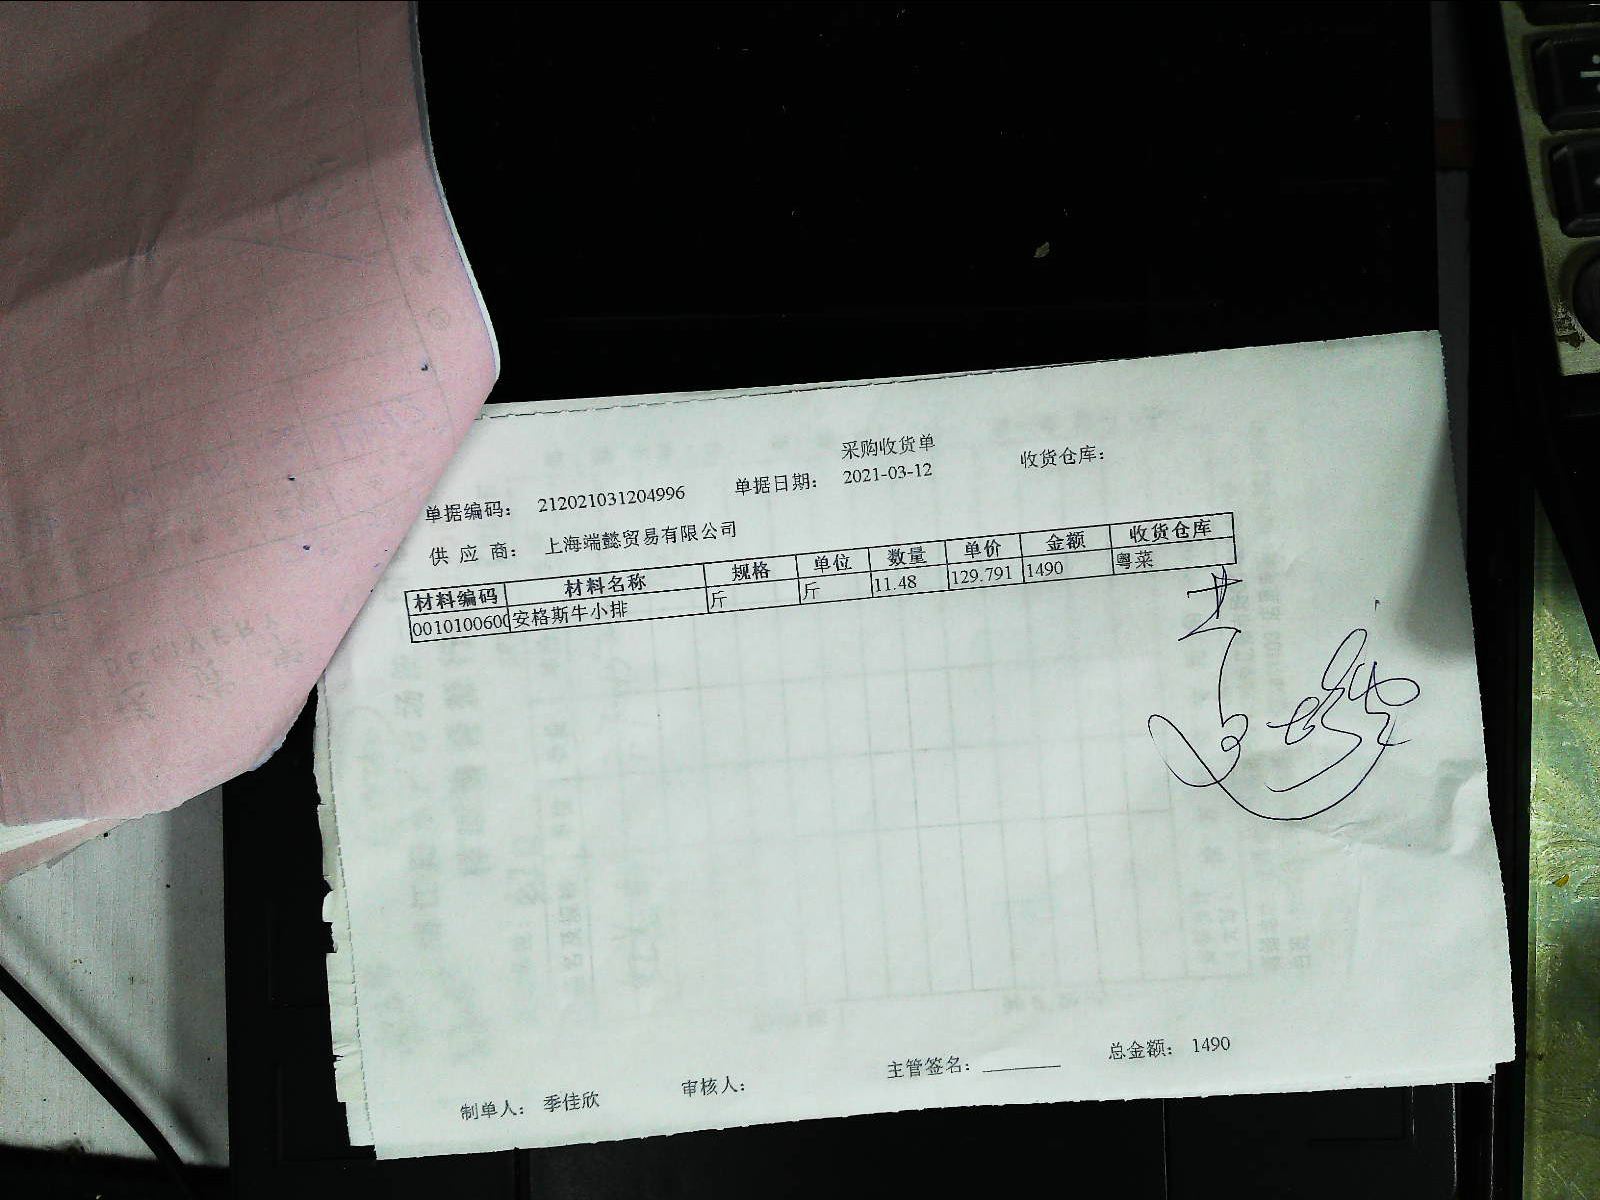 采购收货单
单据编码： 212021031204996 单据日期： 2021-03-12 收货仓库：
供 应 商： 上海端懿贸易有限公司
材料编码 材料名称 规格 单位 数量 单价 金额 收货仓库
0010100600 安格斯牛小排 斤 斤 11.48 129.791 1490 粤菜
制单人： 季佳欣 审核人： 主管签名： 总金额： 1490